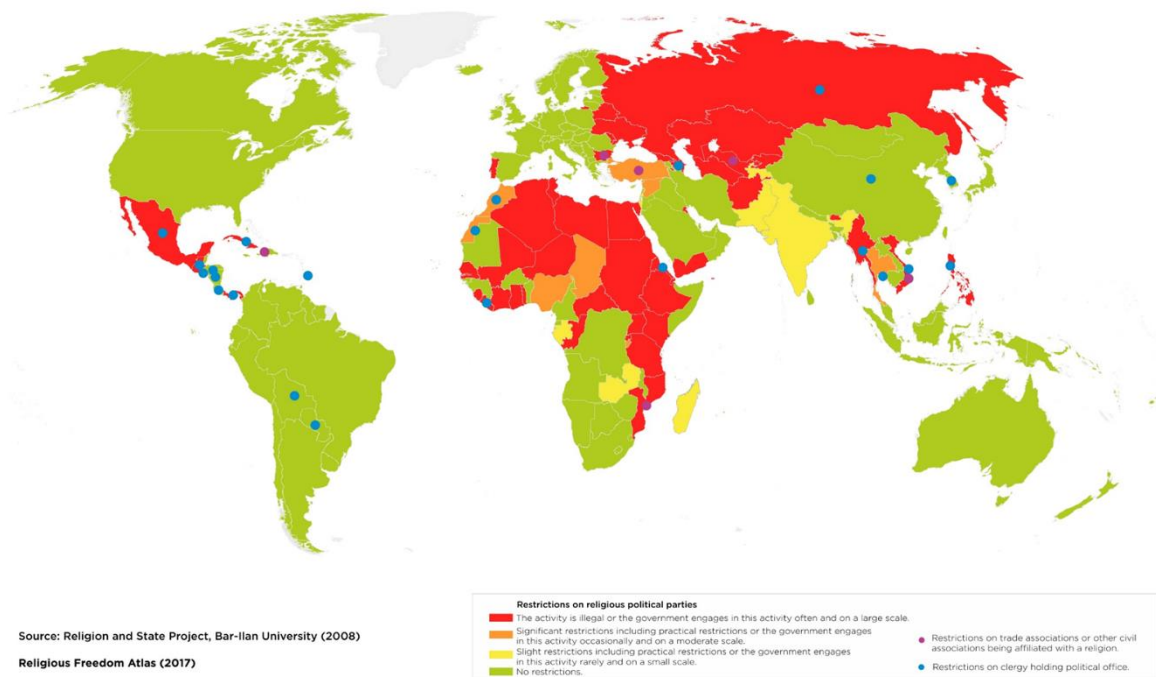 Source: Religion and State Project, Bar-Ilan University (2008)
Religious Freedom Atlas (2017)
Restrictions on religious political parties
The activity is illegal or the government engages in this activity often and on a large scale.
Significant restrictions including practical restrictions or the government engages
in this activity occasionally and on a moderate scale.
Slight restrictions including practical restrictions or the government engages
in this activity rarely and on a small scale.
No restrictions.
Restrictions on trade associations or other civil
associations being affiliated with a religion.
Restrictions on clergy holding political office.